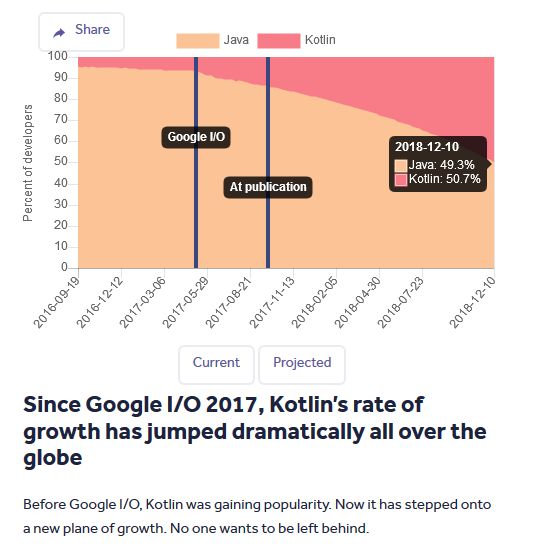 Share
Java Kotlin
100
90
80
70
60
50
40
30
20
10
0
Percent of developers
Google I/O
At publication
2018-12-10
Java: 49.3%
Kotlin: 50.7%
2016-09-19
2016-12-12
2017-03-06
2017-05-29
2017-08-21
2017-11-13
2018-02-05
2018-04-30
2018-07-23
2018-12-10
Current Projected
Since Google I/O 2017, Kotlin's rate of
growth has jumped dramatically all over the
globe
Before Google I/O, Kotlin was gaining popularity. Now it has stepped onto
a new plane of growth. No one wants to be left behind.